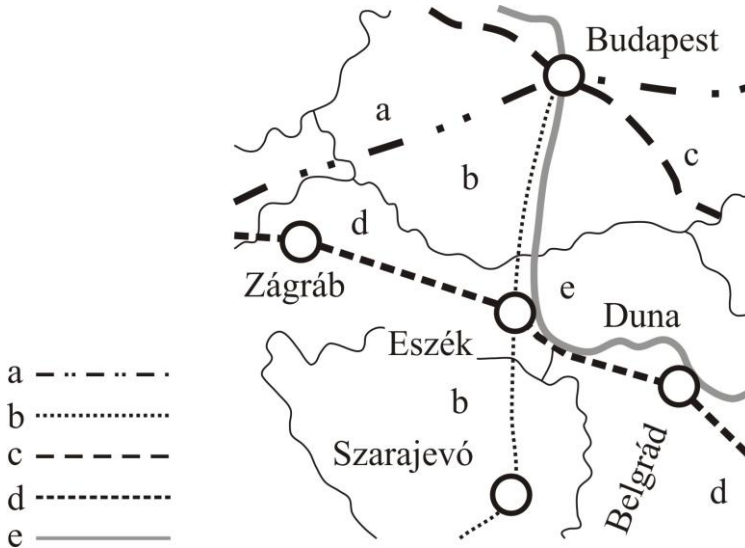 Budapest
a
c
b
d
Zágráb
e
Duna
Eszék
a
b
b
c
Szarajevó
d
Belgrád
d
e